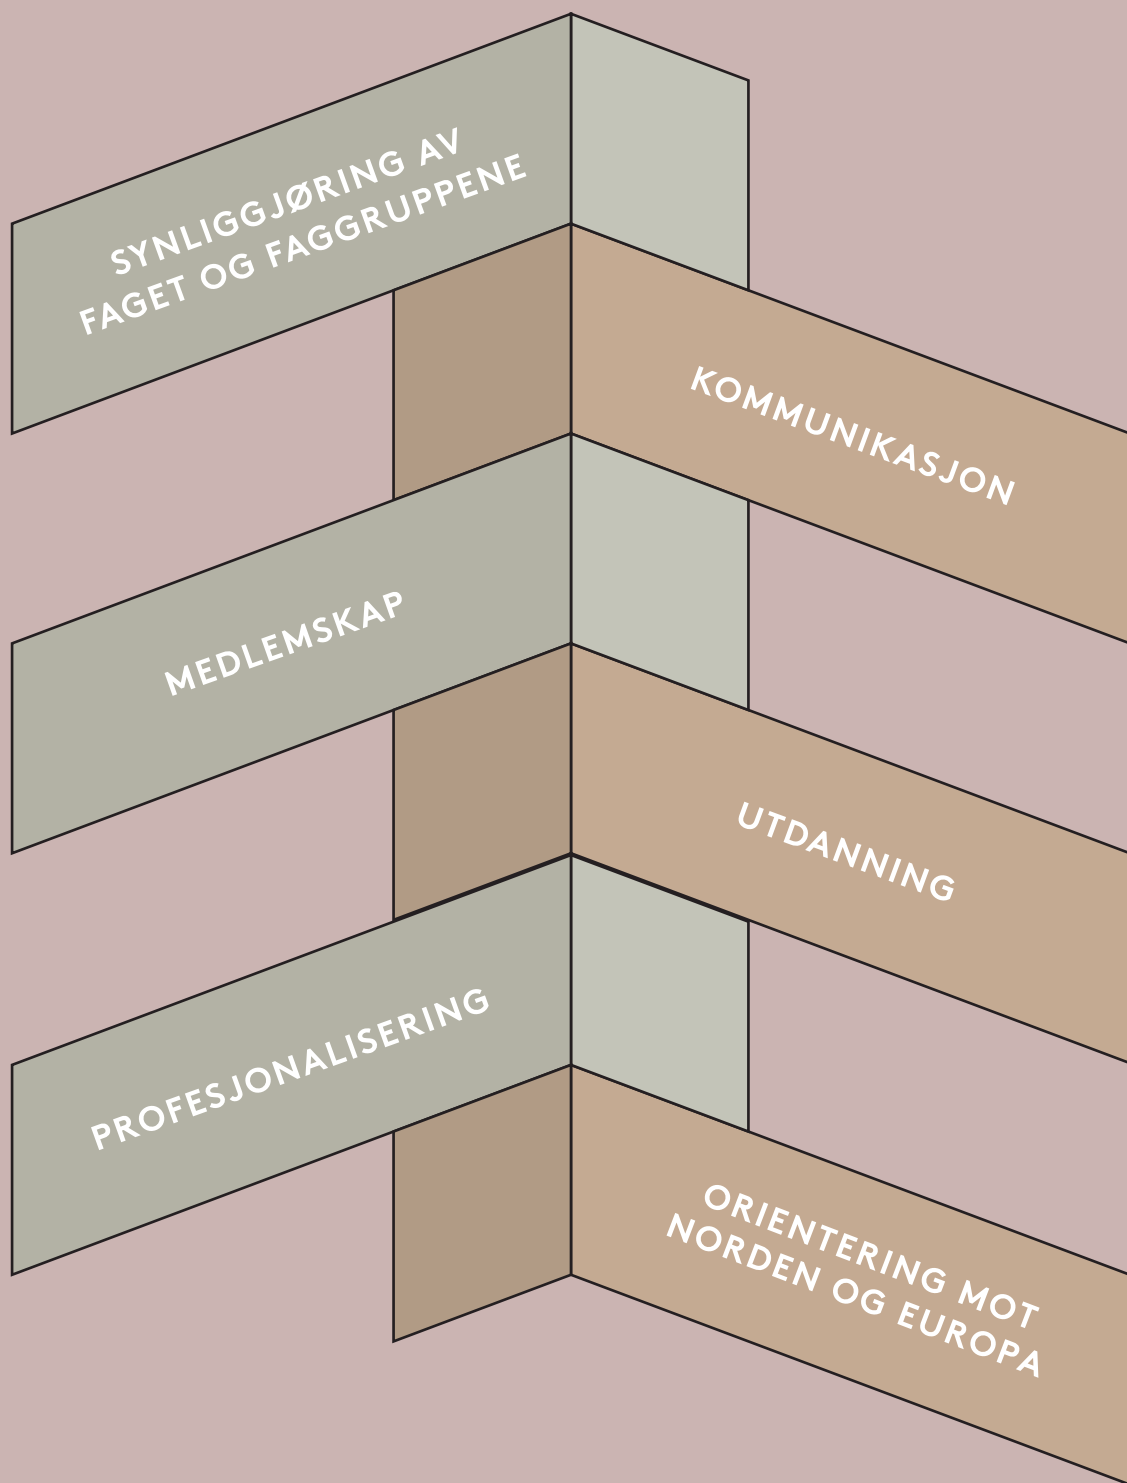 SYNLIGGJØRING AV
FAGET OG FAGGRUPPENE
KOMMUNIKASJON
MEDLEMSKAP
UTDANNING
PROFESJONALISERING
ORIENTERING MOT
NORDEN OG EUROPA